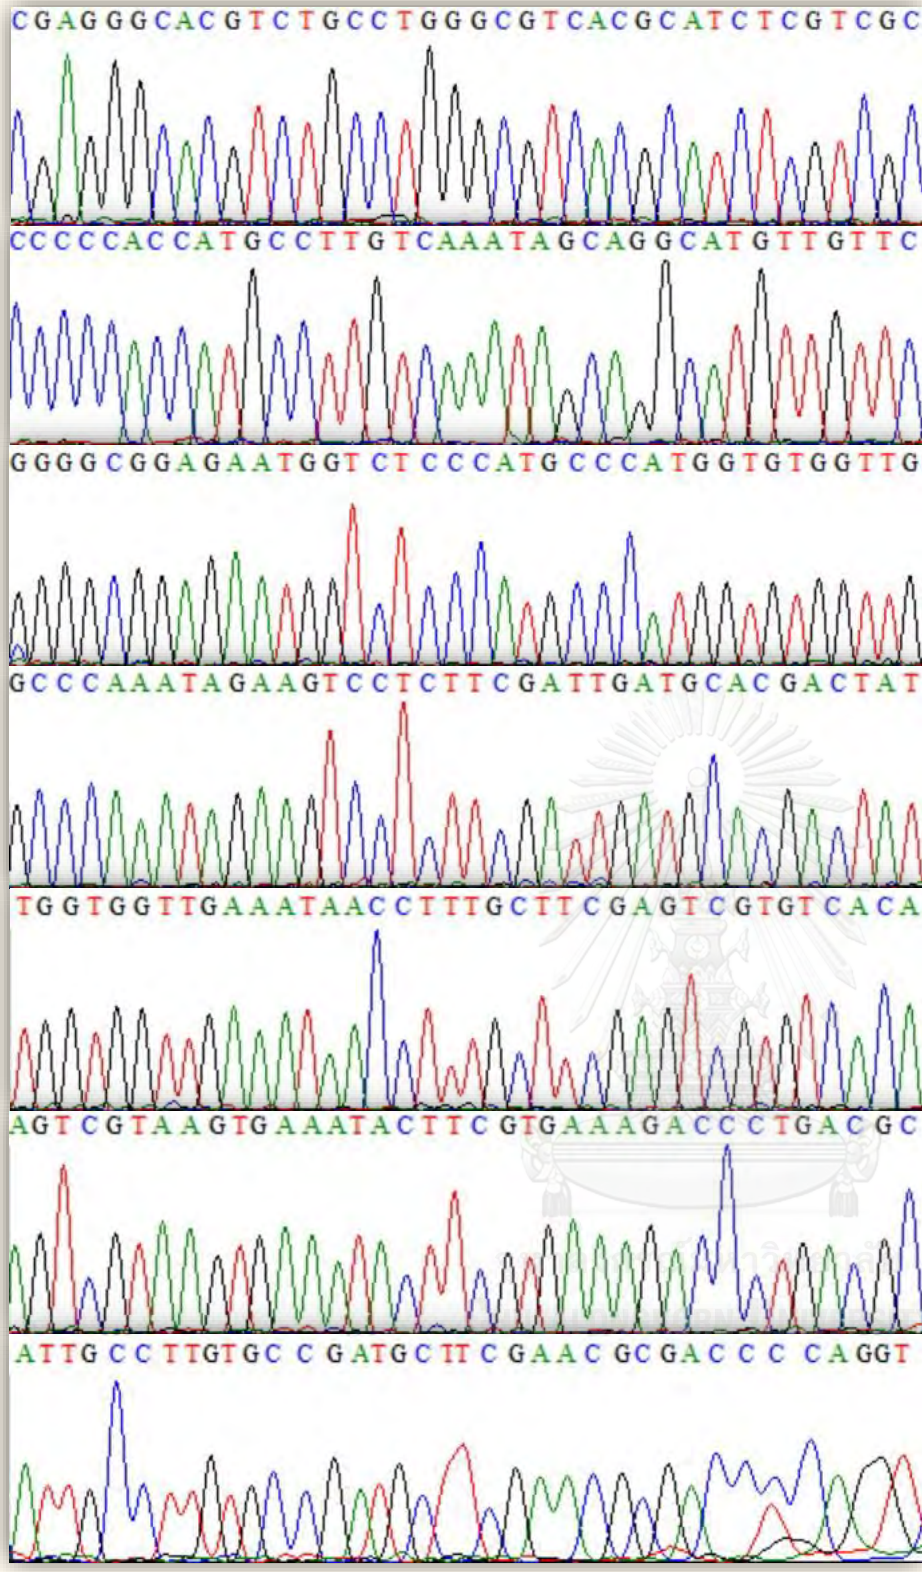 CGAGGGCACGTCTGCCTGGGCGTCACGCATCTCGTCGC
CCCCCACCATGCCTTGTCAAATAGCAGGCATGTTGTTC
GGGGCGGAGAATGGTCTCCCATGCCCATGGTGTGGTTG
GCCCAAATAGAAGTCCTCTTCGATTGATGCACGACTAT
TGGTGGTTGAAATAACCTTTGCTTCGAGTCGTGTCACA
AGTCGTAAGTGAAATACTTCGTGAAAGACCCTGACGC
ATTGCCTTGTGCCGATGCTTCGAACGCGACCCCAGGT